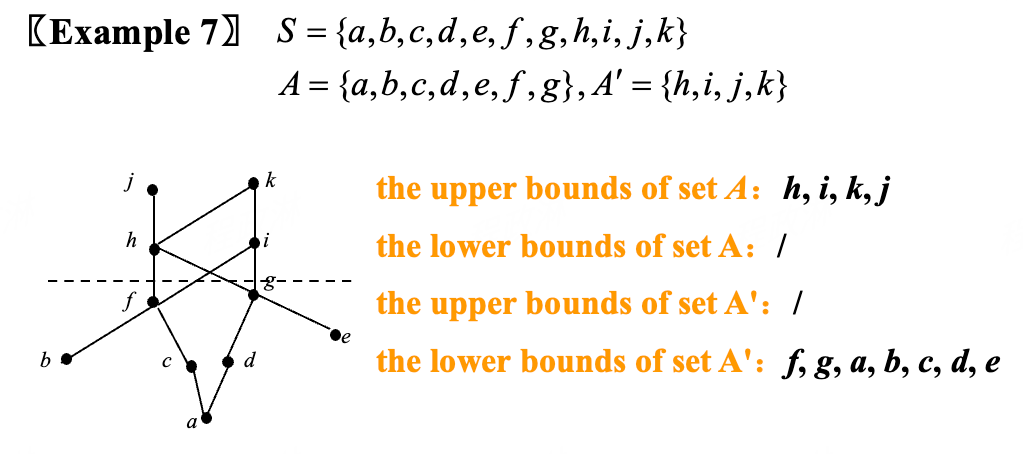 〖Example 7〗 S = {a,b,c,d,e, f ,g,h,i, j,k}
A = {a,b,c,d,e, f ,g}, A′ = {h,i, j,k}
j
k
h
i
g
f
e
b
c
d
a
the upper bounds of set A： h, i, k, j
the lower bounds of set A： /
the upper bounds of set A'： /
the lower bounds of set A'： f, g, a, b, c, d, e